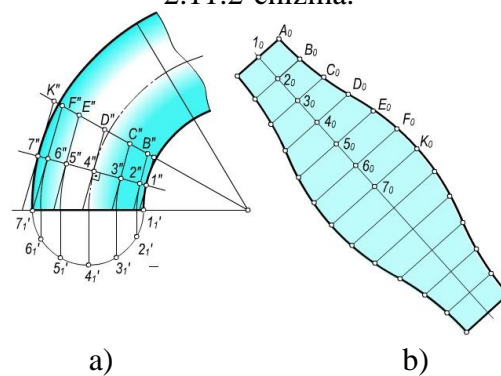 2.11.2-chizma.
K" F" E" D" C" B"
7" 6" 5" 4" 3" 2" 1"
7₁' 6₁' 5₁' 4₁' 3₁' 2₁' 1₁'
A₀ B₀ C₀ D₀ E₀ F₀ K₀
1₀ 2₀ 3₀ 4₀ 5₀ 6₀ 7₀
a) b)